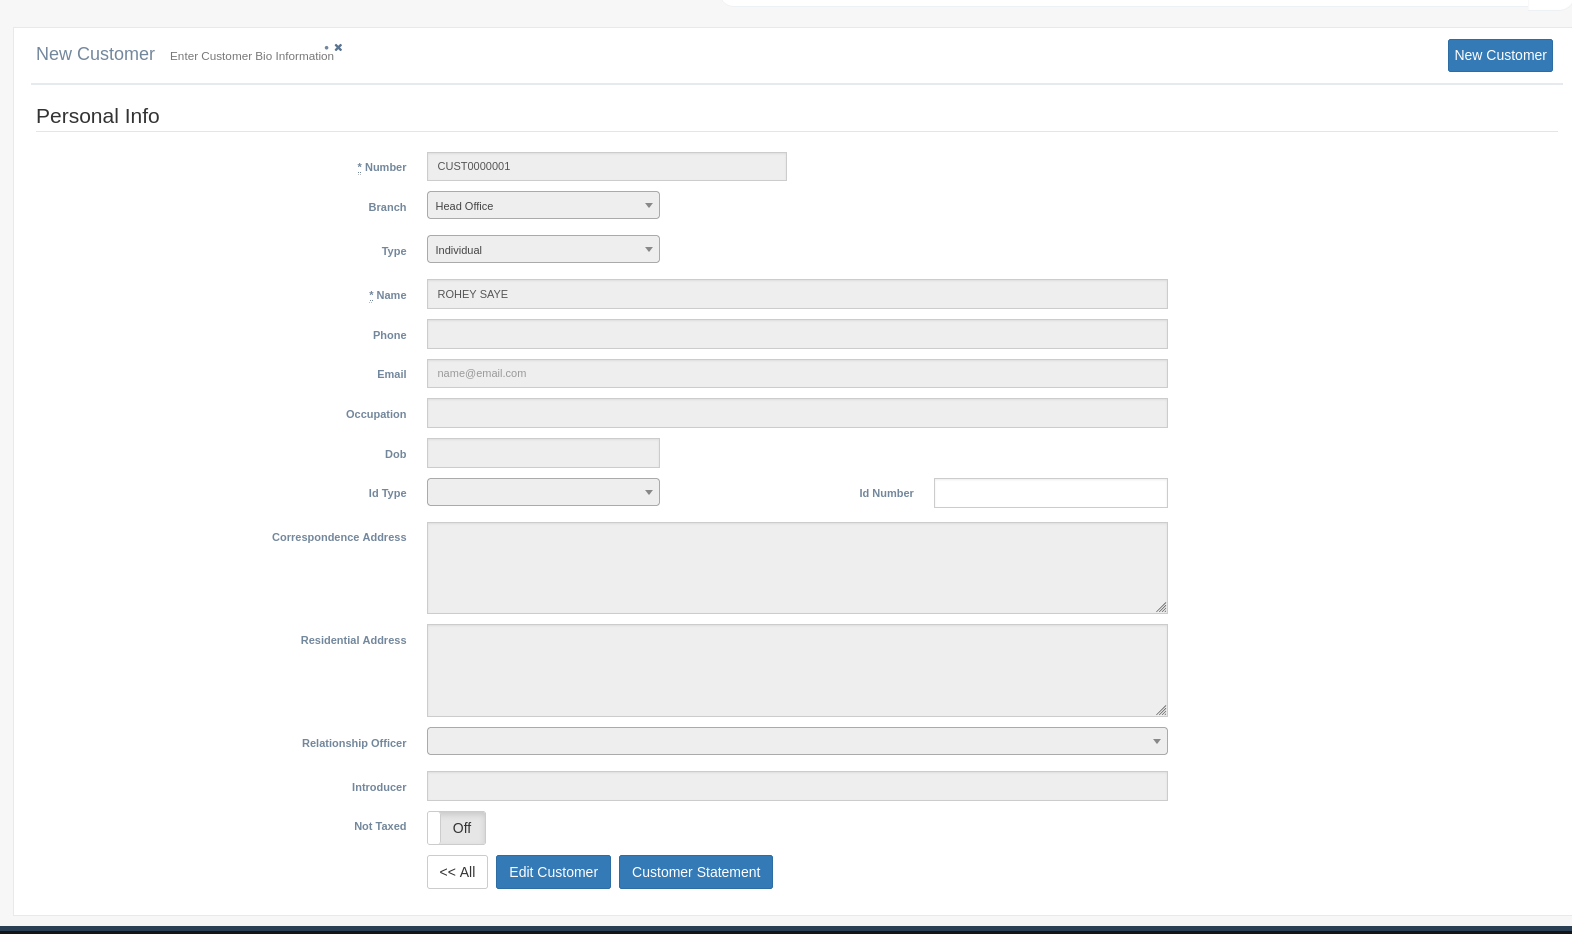 New Customer Enter Customer Bio Information
New Customer
Personal Info
* Number CUST0000001
Branch Head Office
Type Individual
* Name ROHEY SAYE
Phone
Email name@email.com
Occupation
Dob
Id Type Id Number
Correspondence Address
Residential Address
Relationship Officer
Introducer
Not Taxed Off
<< All Edit Customer Customer Statement